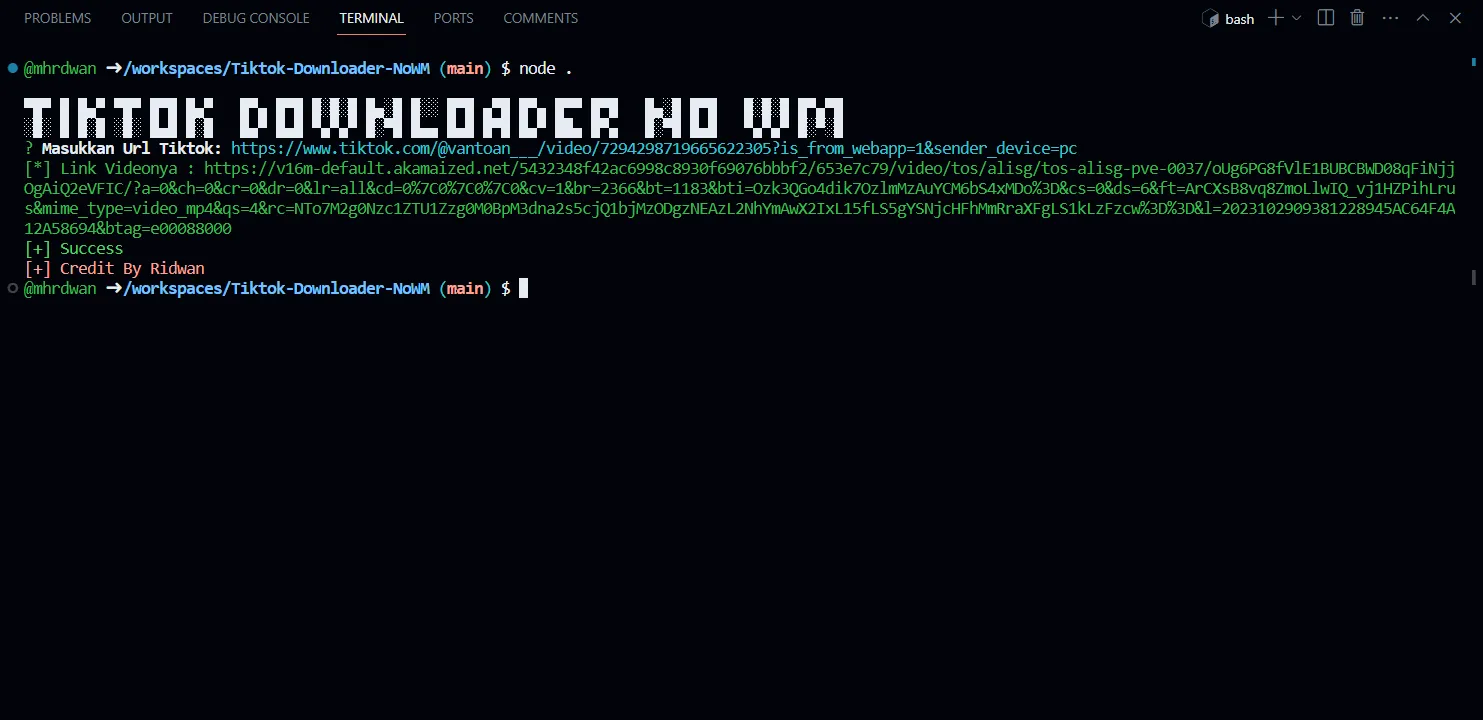 PROBLEMS OUTPUT DEBUG CONSOLE TERMINAL PORTS COMMENTS bash
@mhrdwan ➜/workspaces/Tiktok-Downloader-NoWM (main) $ node .
TIKTOK DOWNLOADER NO WM
? Masukkan Url Tiktok: https://www.tiktok.com/@vantoan___/video/7294298719665622305?is_from_webapp=1&sender_device=pc
[*] Link Videonya : https://v16m-default.akamaized.net/5432348f42ac6998c8930f69076bbbf2/653e7c79/video/tos/alisg/tos-alisg-pve-0037/oUg6PG8fVlE1BUBCBWD08qFiNjj
OgAiQ2eVFIC/?a=0&ch=0&cr=0&dr=0&lr=all&cd=0%7C0%7C0%7C0&cv=1&br=2366&bt=1183&bti=Ozk3QGo4dik7OzlmMzAuYCM6bS4xMDo%3D&cs=0&ds=6&ft=ArCXsB8vq8ZmoLlwIQ_vj1HZPihLru
s&mime_type=video_mp4&qs=4&rc=NTo7M2g0Nzc1ZTU1Zzg0M0BpM3dna2s5cjQ1bjMzODgzNEAzL2NhYmAwX2IxL15fLS5gYSNjcHFhMmRraXFgLS1kLzFzcw%3D%3D&l=2023102909381228945AC64F4A
12A58694&btag=e00088000
[+] Success
[+] Credit By Ridwan
@mhrdwan ➜/workspaces/Tiktok-Downloader-NoWM (main) $